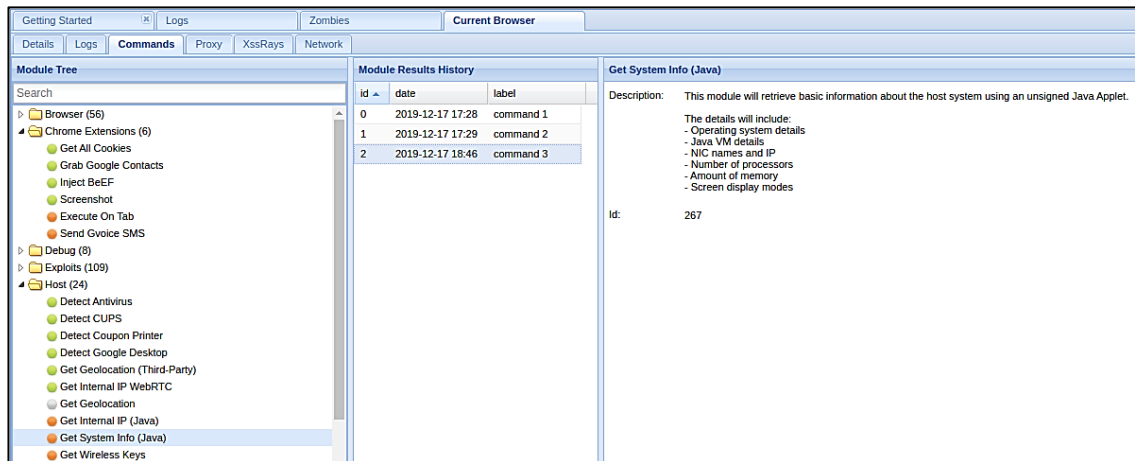 Getting Started Logs Zombies Current Browser
Details Logs Commands Proxy XssRays Network
Module Tree
Search
Browser (56)
Chrome Extensions (6)
Get All Cookies
Grab Google Contacts
Inject BeEF
Screenshot
Execute On Tab
Send Gvoice SMS
Debug (8)
Exploits (109)
Host (24)
Detect Antivirus
Detect CUPS
Detect Coupon Printer
Detect Google Desktop
Get Geolocation (Third-Party)
Get Internal IP WebRTC
Get Geolocation
Get Internal IP (Java)
Get System Info (Java)
Get Wireless Keys
Module Results History
id date label
0 2019-12-17 17:28 command 1
1 2019-12-17 17:29 command 2
2 2019-12-17 18:46 command 3
Get System Info (Java)
Description: This module will retrieve basic information about the host system using an unsigned Java Applet.
The details will include:
- Operating system details
- Java VM details
- NIC names and IP
- Number of processors
- Amount of memory
- Screen display modes
Id: 267